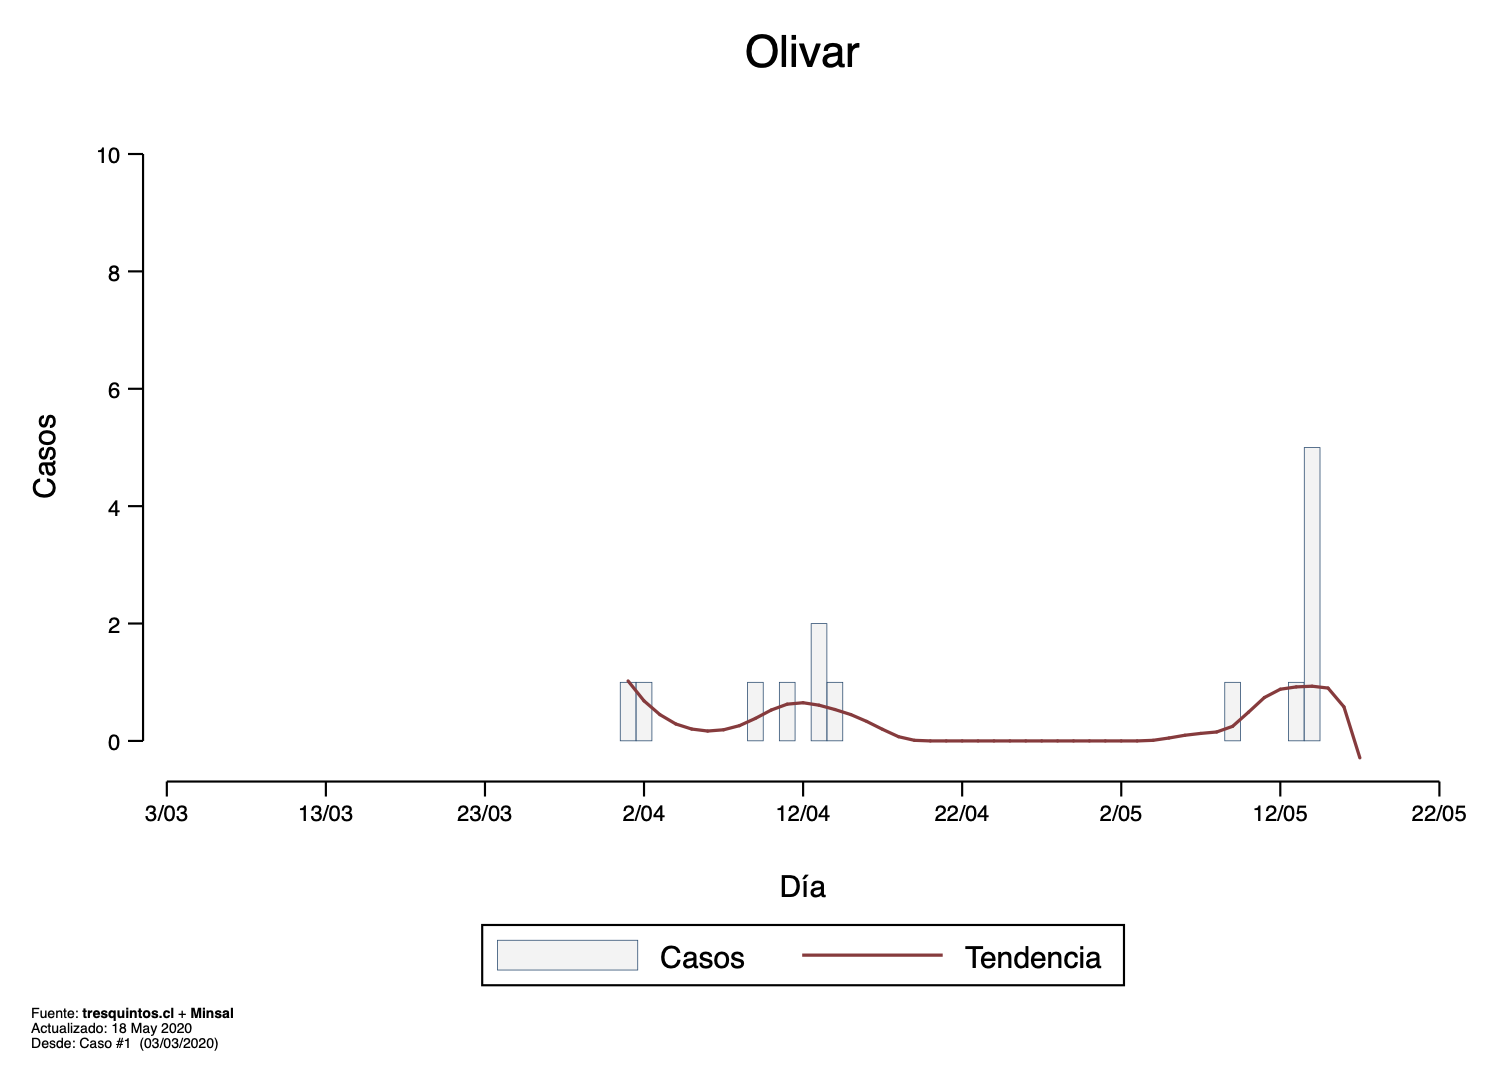 Olivar
10
8
6
4
2
0
Casos
3/03 13/03 23/03 2/04 12/04 22/04 2/05 12/05 22/05
Día
Casos Tendencia
Fuente: tresquintos.cl + Minsal
Actualizado: 18 May 2020
Desde: Caso #1 (03/03/2020)